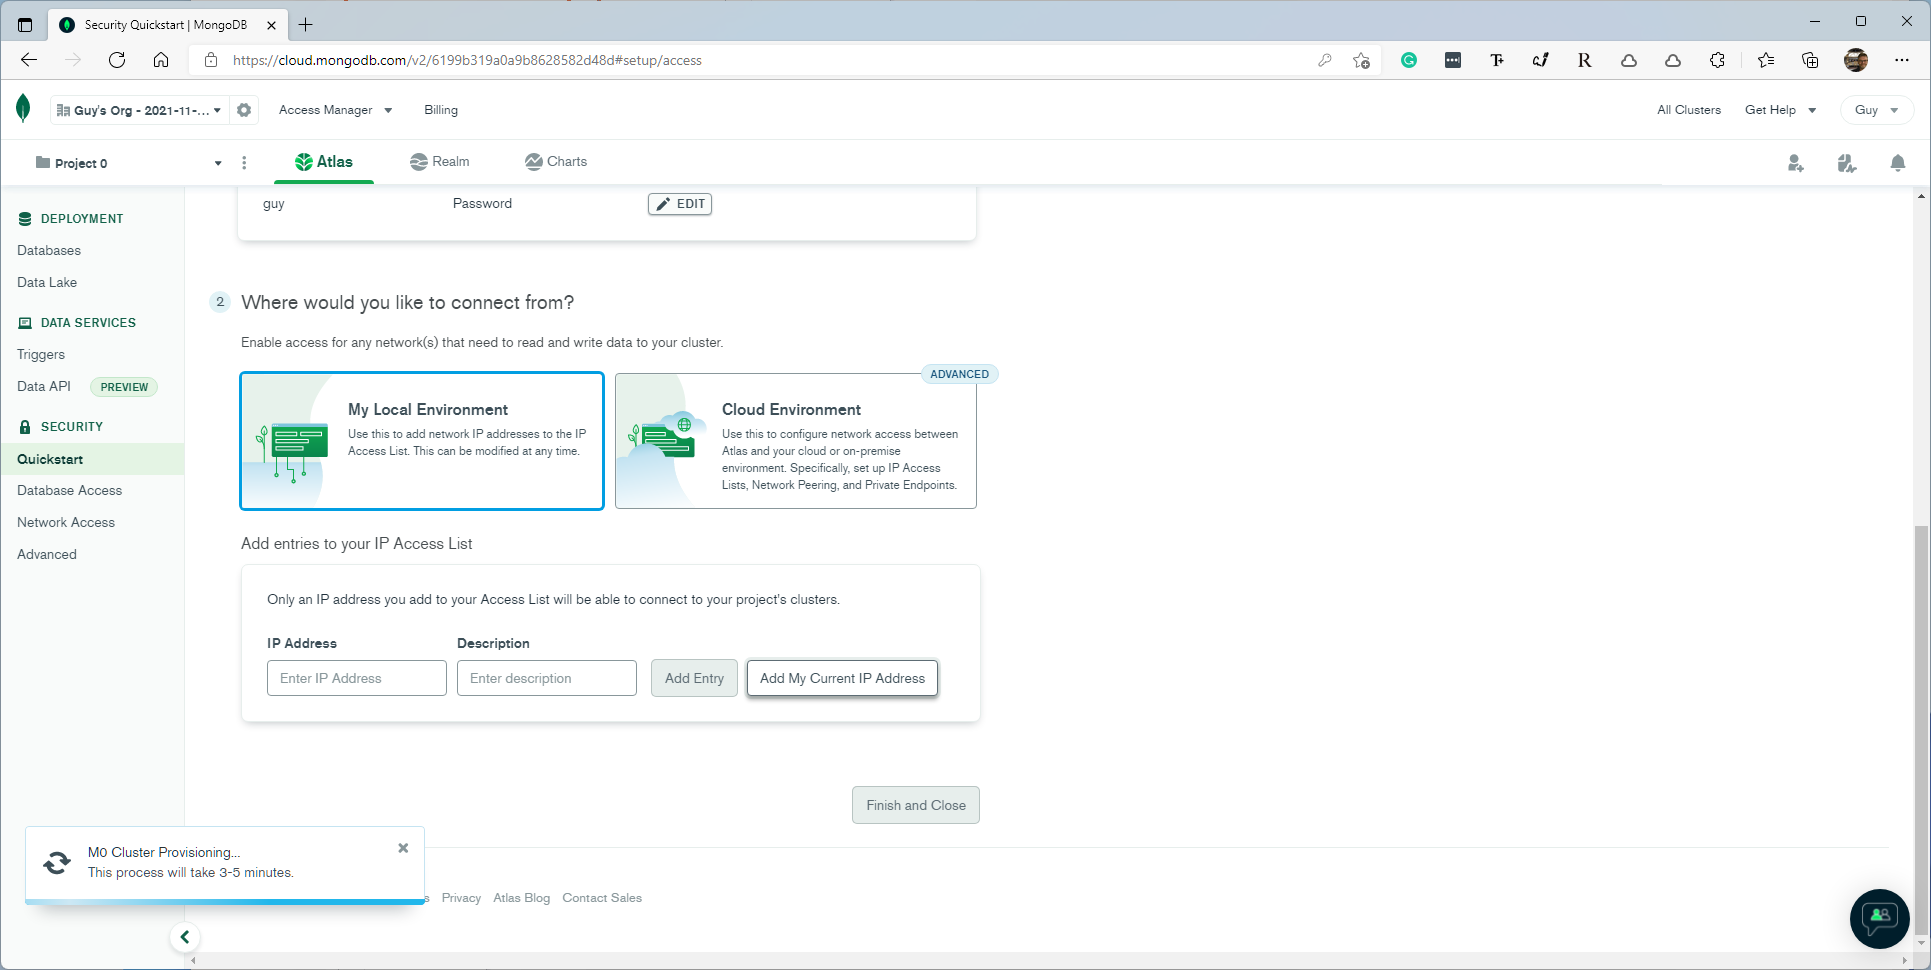 Security Quickstart | MongoDB
https://cloud.mongodb.com/v2/6199b319a0a9b8628582d48d#setup/access
Guy's Org - 2021-11-...
Access Manager
Billing
All Clusters
Get Help
Guy
Project 0
Atlas
Realm
Charts
DEPLOYMENT
Databases
Data Lake
DATA SERVICES
Triggers
Data API PREVIEW
SECURITY
Quickstart
Database Access
Network Access
Advanced
guy Password EDIT
2 Where would you like to connect from?
Enable access for any network(s) that need to read and write data to your cluster.
My Local Environment
Use this to add network IP addresses to the IP
Access List. This can be modified at any time.
ADVANCED
Cloud Environment
Use this to configure network access between
Atlas and your cloud or on-premise
environment. Specifically, set up IP Access
Lists, Network Peering, and Private Endpoints.
Add entries to your IP Access List
Only an IP address you add to your Access List will be able to connect to your project's clusters.
IP Address Description
Enter IP Address Enter description Add Entry Add My Current IP Address
Finish and Close
M0 Cluster Provisioning...
This process will take 3-5 minutes.
s Privacy Atlas Blog Contact Sales